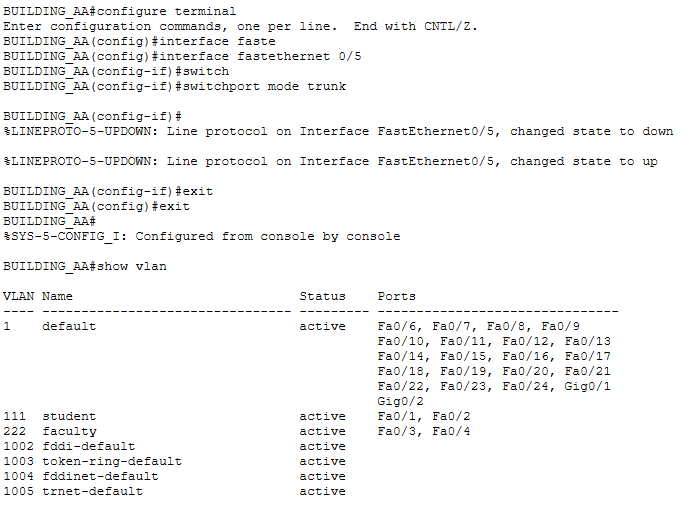 BUILDING_AA#configure terminal
Enter configuration commands, one per line.  End with CNTL/Z.
BUILDING_AA(config)#interface faste
BUILDING_AA(config)#interface fastethernet 0/5
BUILDING_AA(config-if)#switch
BUILDING_AA(config-if)#switchport mode trunk
BUILDING_AA(config-if)#
%LINEPROTO-5-UPDOWN: Line protocol on Interface FastEthernet0/5, changed state to down
%LINEPROTO-5-UPDOWN: Line protocol on Interface FastEthernet0/5, changed state to up
BUILDING_AA(config-if)#exit
BUILDING_AA(config)#exit
BUILDING_AA#
%SYS-5-CONFIG_I: Configured from console by console
BUILDING_AA#show vlan
VLAN Name                             Status    Ports
---- -------------------------------- --------- -------------------------------
1    default                          active    Fa0/6, Fa0/7, Fa0/8, Fa0/9
                                                Fa0/10, Fa0/11, Fa0/12, Fa0/13
                                                Fa0/14, Fa0/15, Fa0/16, Fa0/17
                                                Fa0/18, Fa0/19, Fa0/20, Fa0/21
                                                Fa0/22, Fa0/23, Fa0/24, Gig0/1
                                                Gig0/2
111  student                          active    Fa0/1, Fa0/2
222  faculty                          active    Fa0/3, Fa0/4
1002 fddi-default                     active
1003 token-ring-default               active
1004 fddinet-default                  active
1005 trnet-default                    active